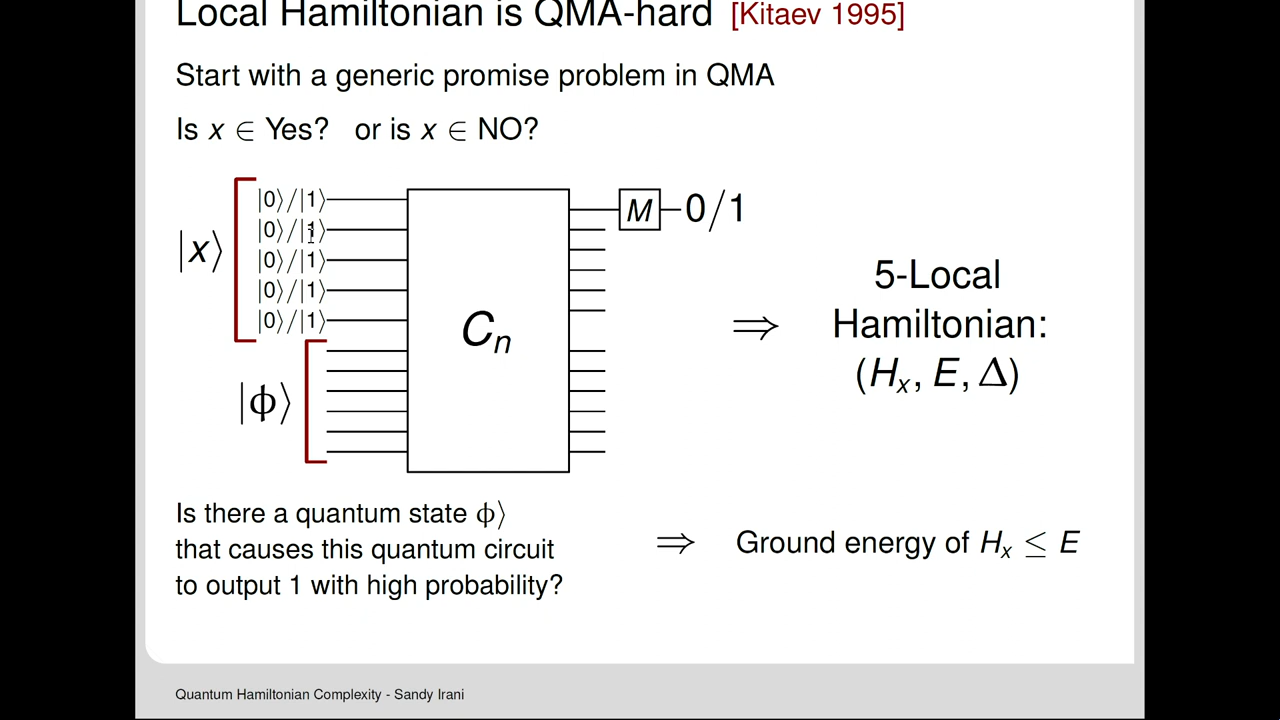 Local Hamiltonian is QMA-hard [Kitaev 1995]
Start with a generic promise problem in QMA
Is x ∈ Yes? or is x ∈ NO?
|0⟩/|1⟩
|0⟩/|1⟩
|0⟩/|1⟩
|0⟩/|1⟩
|0⟩/|1⟩
|x⟩
|ϕ⟩
Cₙ
M
0/1
⇒
5-Local
Hamiltonian:
(Hₓ, E, Δ)
Is there a quantum state ϕ⟩
that causes this quantum circuit
to output 1 with high probability?
⇒ Ground energy of Hₓ ≤ E
Quantum Hamiltonian Complexity - Sandy Irani